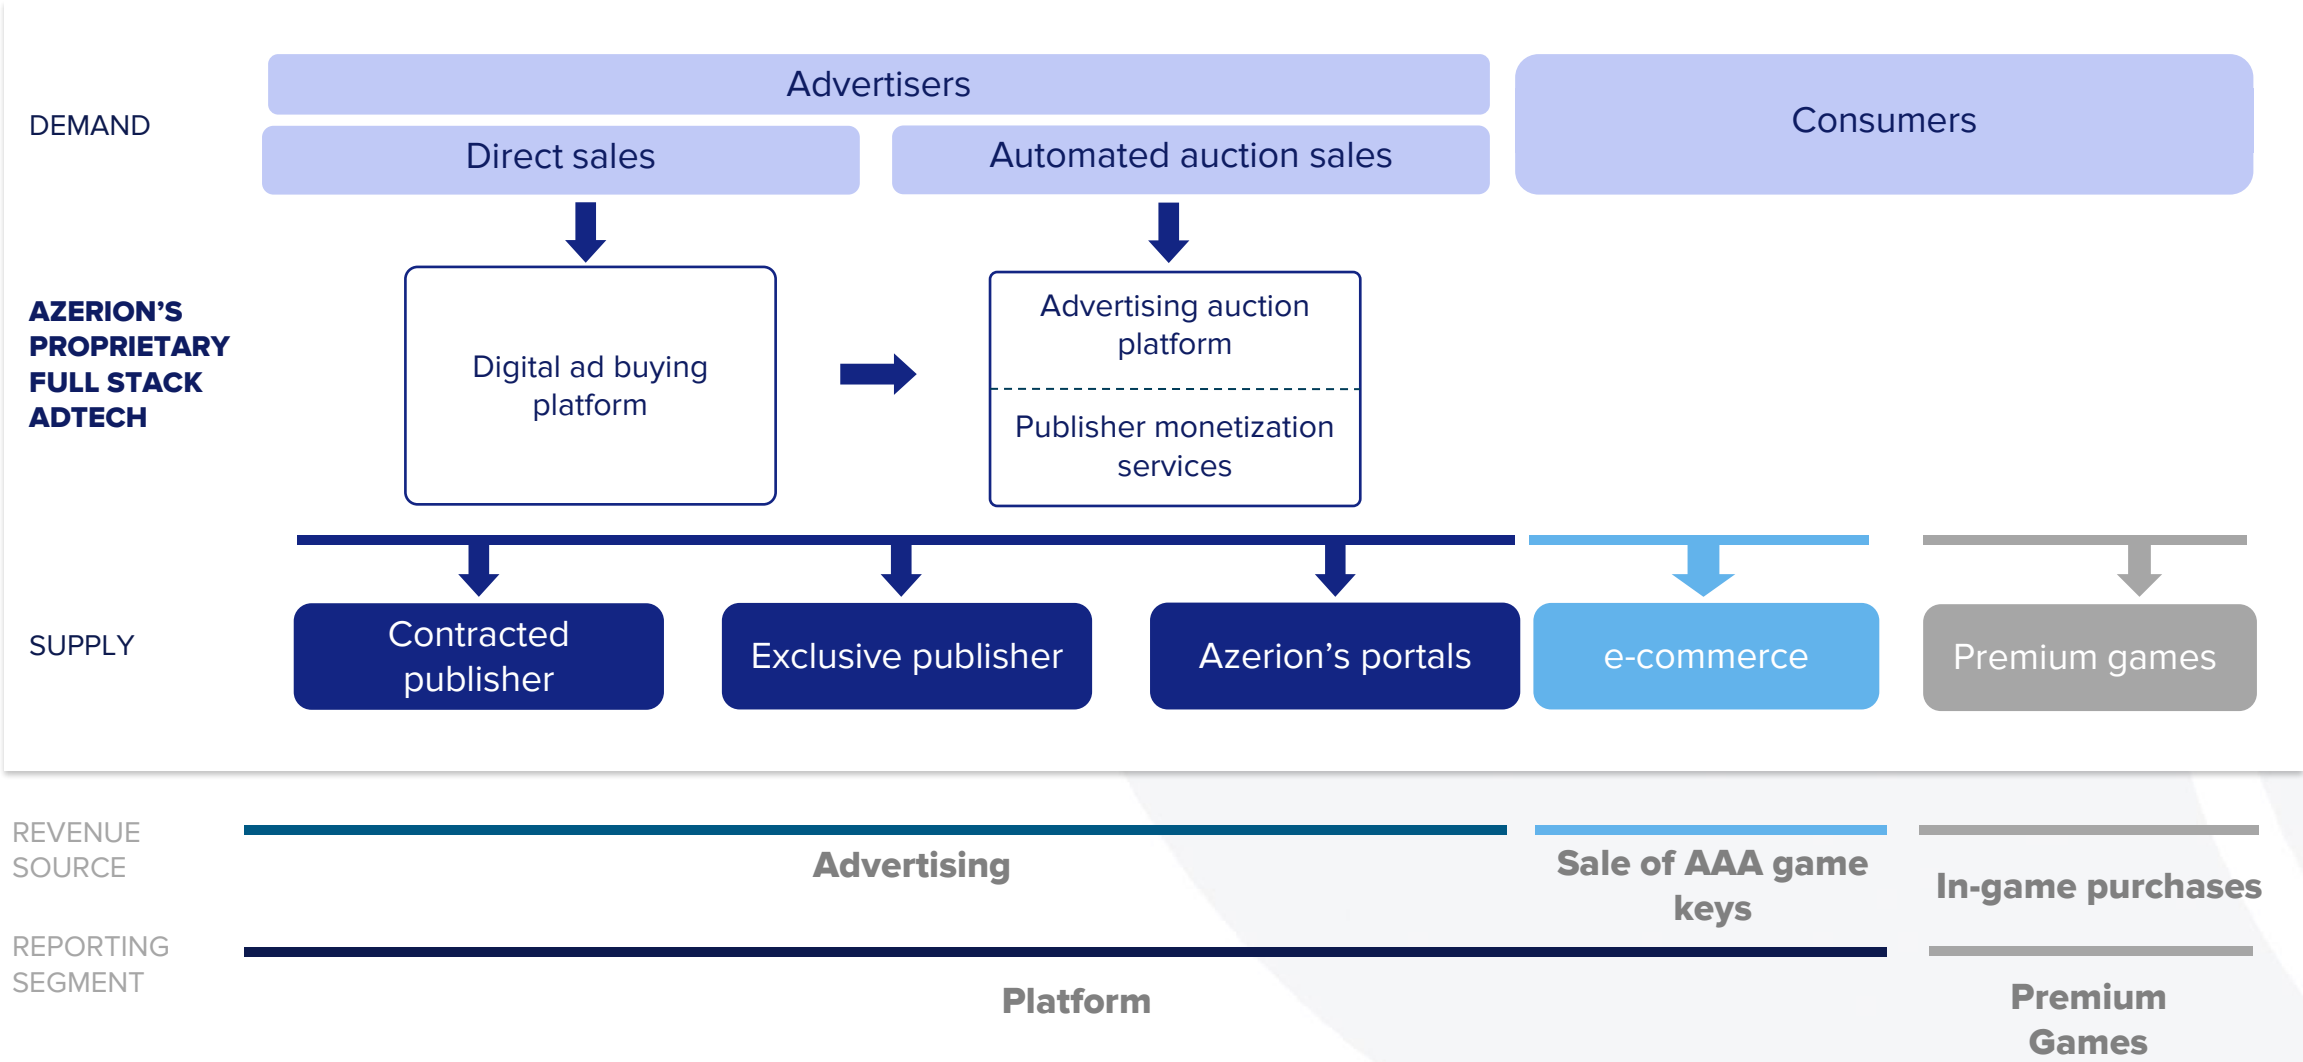 DEMAND
Advertisers
Direct sales
Automated auction sales
Consumers
AZERION’S
PROPRIETARY
FULL STACK
ADTECH
Digital ad buying
platform
Advertising auction
platform
Publisher monetization
services
SUPPLY
Contracted
publisher
Exclusive publisher
Azerion’s portals
e-commerce
Premium games
REVENUE
SOURCE
Advertising
Sale of AAA game
keys
In-game purchases
REPORTING
SEGMENT
Platform
Premium
Games